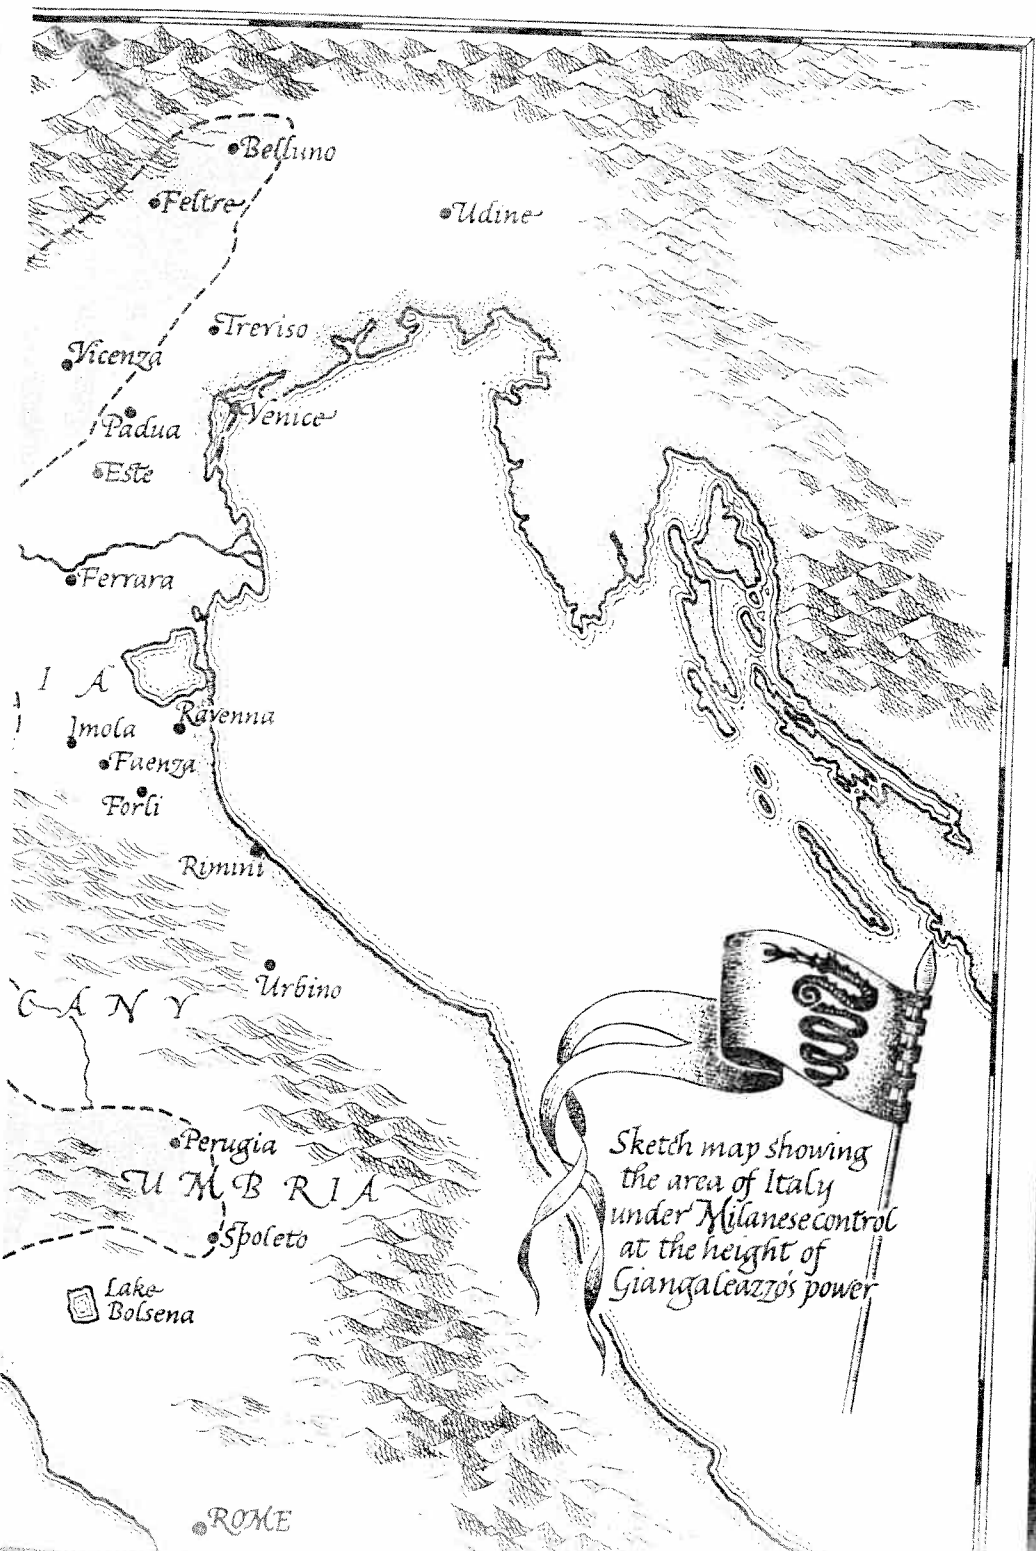 Belluno
Feltre
Udine
Treviso
Vicenza
Venice
Padua
Este
Ferrara
I A
Ravenna
Imola
Faenza
Forli
Rimini
Urbino
C A N Y
Perugia
U M B R I A
Spoleto
Lake
Bolsena
ROME
Sketch map showing
the area of Italy
under Milanese control
at the height of
Giangaleazzo's power